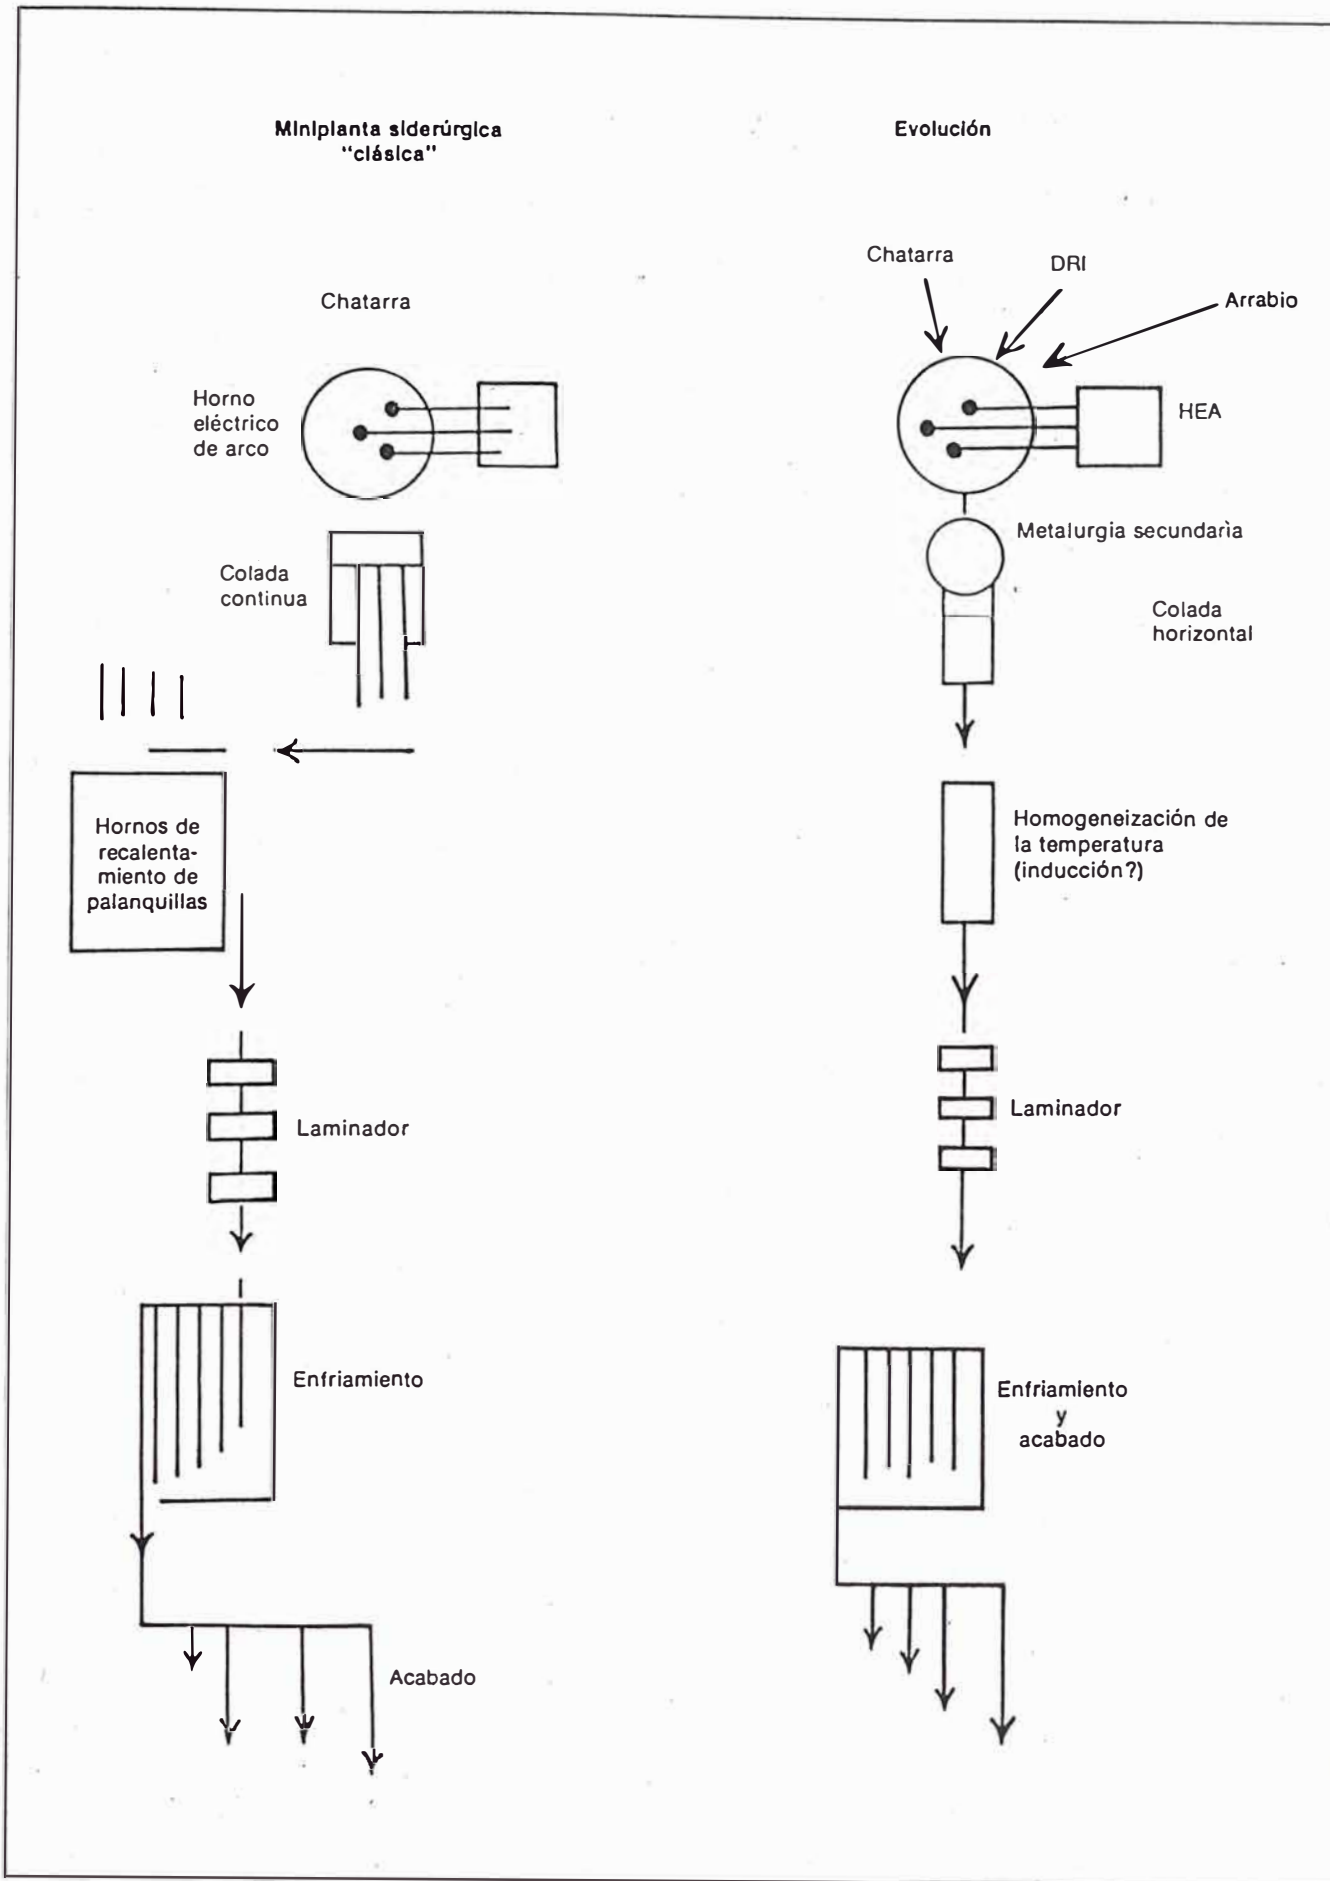 Miniplanta siderúrgica
"clásica"
Chatarra
Horno
eléctrico
de arco
Colada
continua
Hornos de
recalenta-
miento de
palanquillas
Laminador
Enfriamiento
Acabado
Evolución
Chatarra
DRI
Arrabio
HEA
Metalurgia secundarìa
Colada
horizontal
Homogeneización de
la temperatura
(inducción?)
Laminador
Enfriamiento
y
acabado